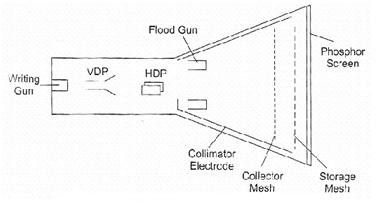 Flood Gun
Phosphor
Screen
Writing
Gun
VDP
HDP
Collimator
Electrode
Collector
Mesh
Storage
Mesh